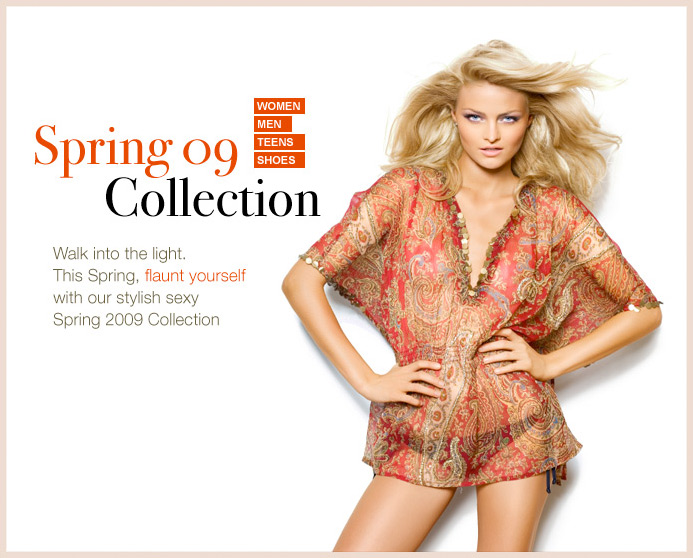 WOMEN
MEN
TEENS
SHOES
Spring 09
Collection
Walk into the light.
This Spring, flaunt yourself
with our stylish sexy
Spring 2009 Collection